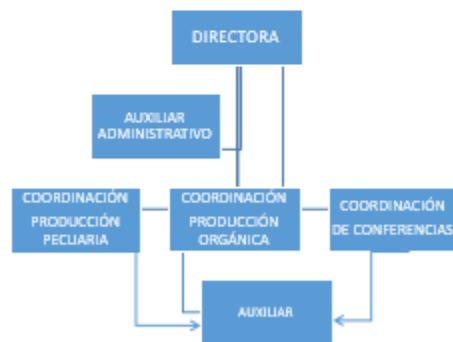 DIRECTORA
AUXILIAR
ADMINISTRATIVO
COORDINACIÓN
PRODUCCIÓN
PECUARIA
COORDINACIÓN
PRODUCCIÓN
ORGÁNICA
COORDINACIÓN
DE CONFERENCIAS
AUXILIAR